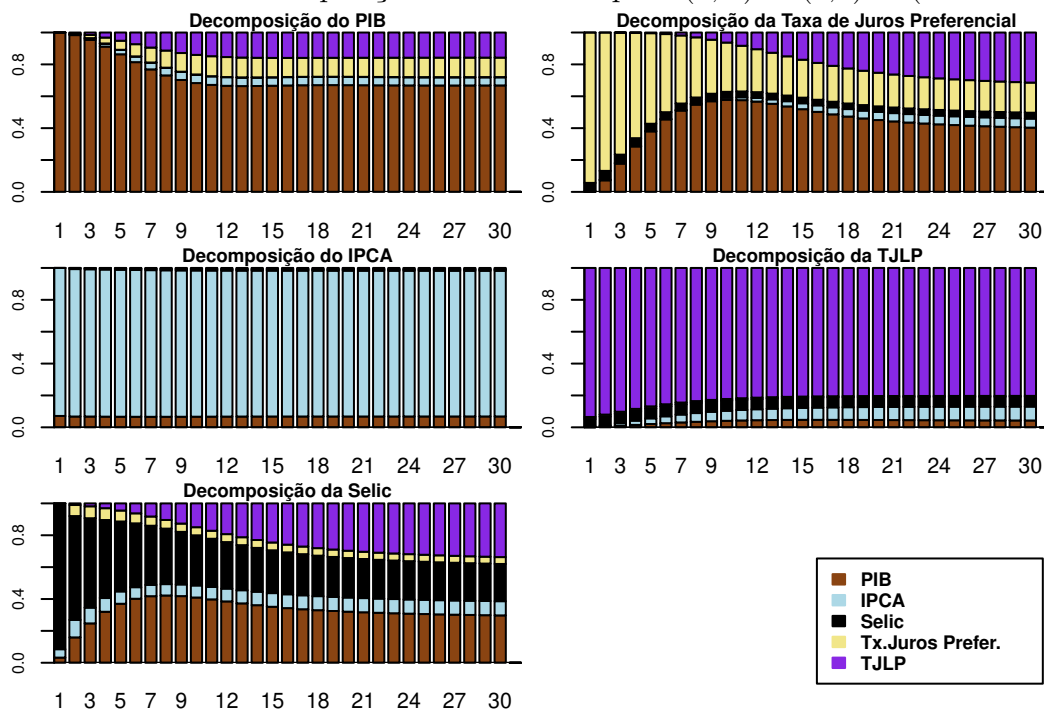 Decomposição do PIB
0.0 0.4 0.8
1 3 5 7 9 12 15 18 21 24 27 30
Decomposição da Taxa de Juros Preferencial
0.0 0.4 0.8
1 3 5 7 9 12 15 18 21 24 27 30
Decomposição do IPCA
0.0 0.4 0.8
1 3 5 7 9 12 15 18 21 24 27 30
Decomposição da TJLP
0.0 0.4 0.8
1 3 5 7 9 12 15 18 21 24 27 30
Decomposição da Selic
0.0 0.4 0.8
1 3 5 7 9 12 15 18 21 24 27 30
PIB
IPCA
Selic
Tx.Juros Prefer.
TJLP